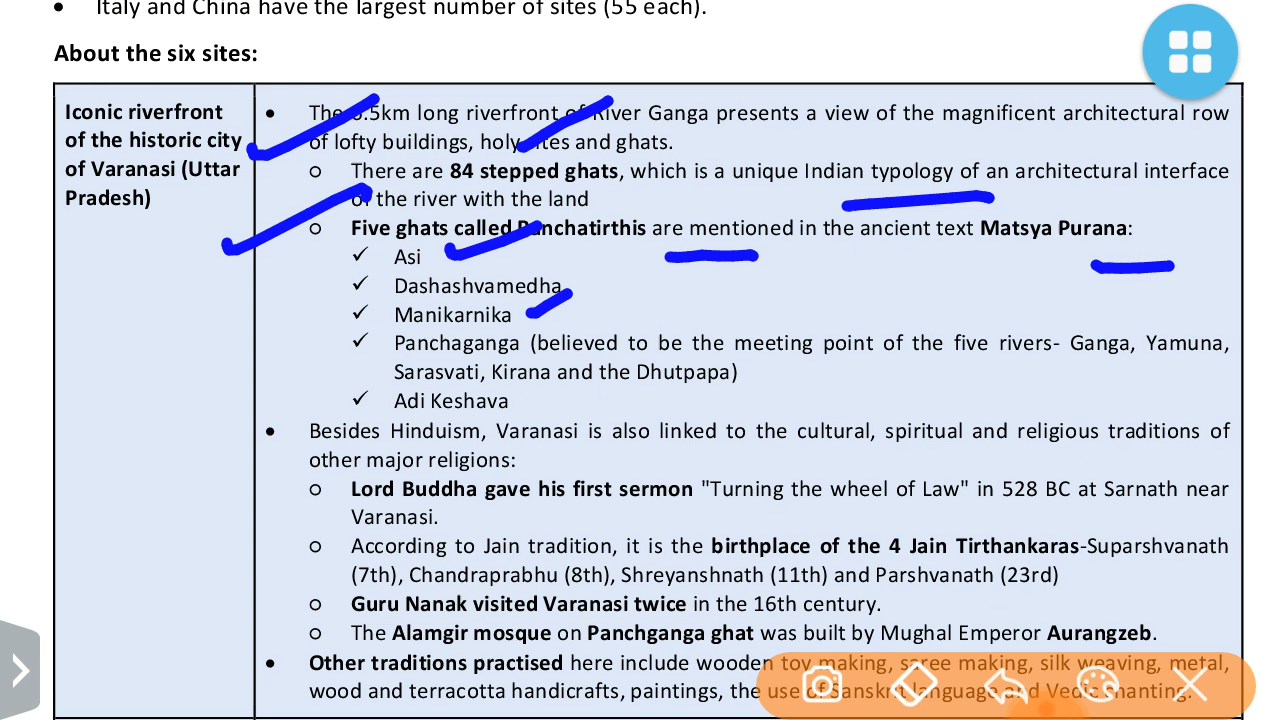 • Italy and China have the largest number of sites (55 each).
About the six sites:
Iconic riverfront
of the historic city
of Varanasi (Uttar
Pradesh)
• The 6.5km long riverfront of River Ganga presents a view of the magnificent architectural row
of lofty buildings, holy sites and ghats.
o There are 84 stepped ghats, which is a unique Indian typology of an architectural interface
of the river with the land
o Five ghats called Panchatirthis are mentioned in the ancient text Matsya Purana:
✓ Asi
✓ Dashashvamedha
✓ Manikarnika
✓ Panchaganga (believed to be the meeting point of the five rivers- Ganga, Yamuna,
Sarasvati, Kirana and the Dhutpapa)
✓ Adi Keshava
• Besides Hinduism, Varanasi is also linked to the cultural, spiritual and religious traditions of
other major religions:
o Lord Buddha gave his first sermon "Turning the wheel of Law" in 528 BC at Sarnath near
Varanasi.
o According to Jain tradition, it is the birthplace of the 4 Jain Tirthankaras-Suparshvanath
(7th), Chandraprabhu (8th), Shreyanshnath (11th) and Parshvanath (23rd)
o Guru Nanak visited Varanasi twice in the 16th century.
o The Alamgir mosque on Panchganga ghat was built by Mughal Emperor Aurangzeb.
• Other traditions practised here include wooden toy making, saree making, silk weaving, metal,
wood and terracotta handicrafts, paintings, the use of Sanskrit language and Vedic chanting.